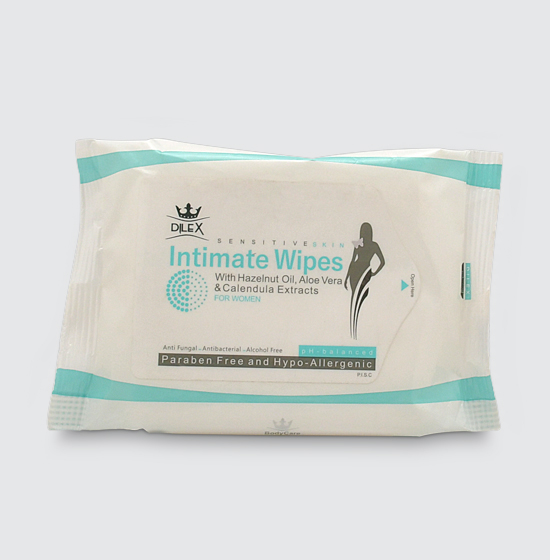 DILEX
SENSITIVESKIN
Intimate Wipes
With Hazelnut Oil, Aloe Vera
& Calendula Extracts
FOR WOMEN
Open Here
Anti Fungal - Antibacterial - Alcohol Free
pH-balanced
Paraben Free and Hypo-Allergenic
P.I.B.C
BodyCare